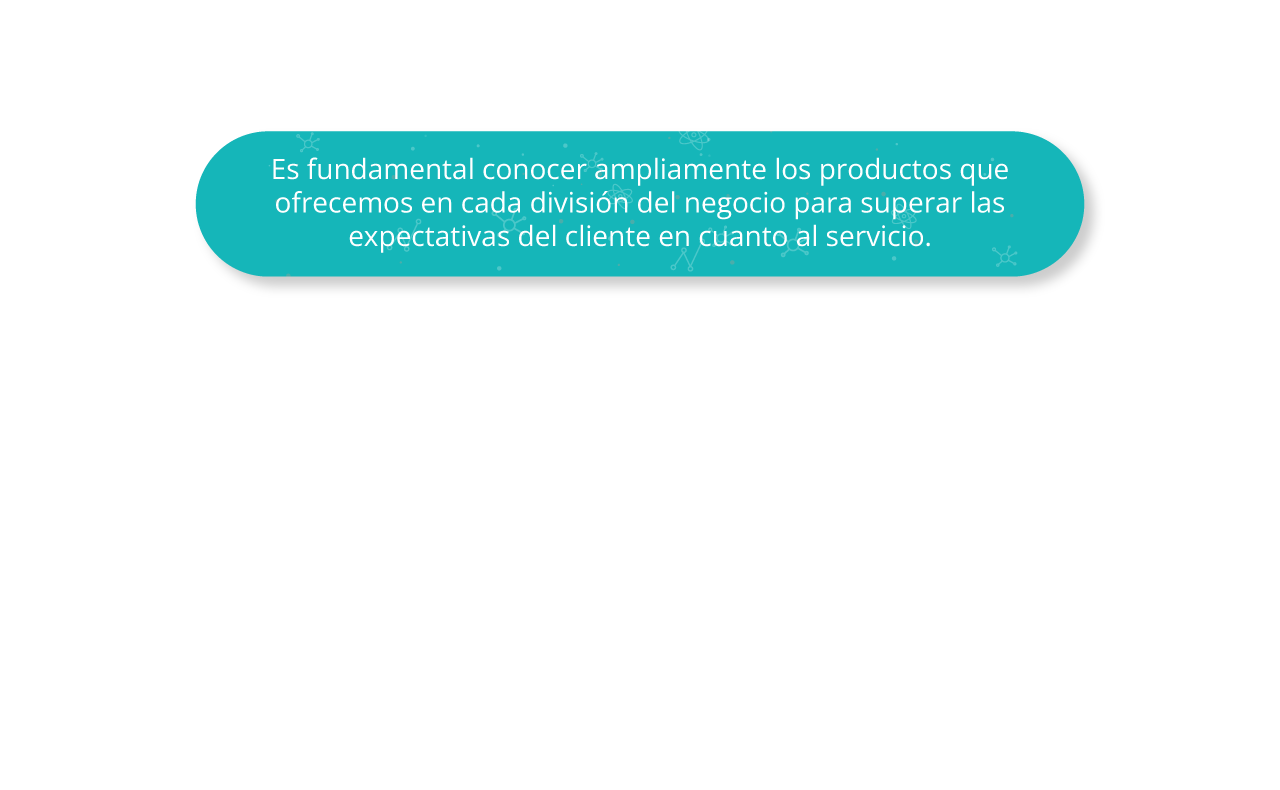 Es fundamental conocer ampliamente los productos que
ofrecemos en cada división del negocio para superar las
expectativas del cliente en cuanto al servicio.